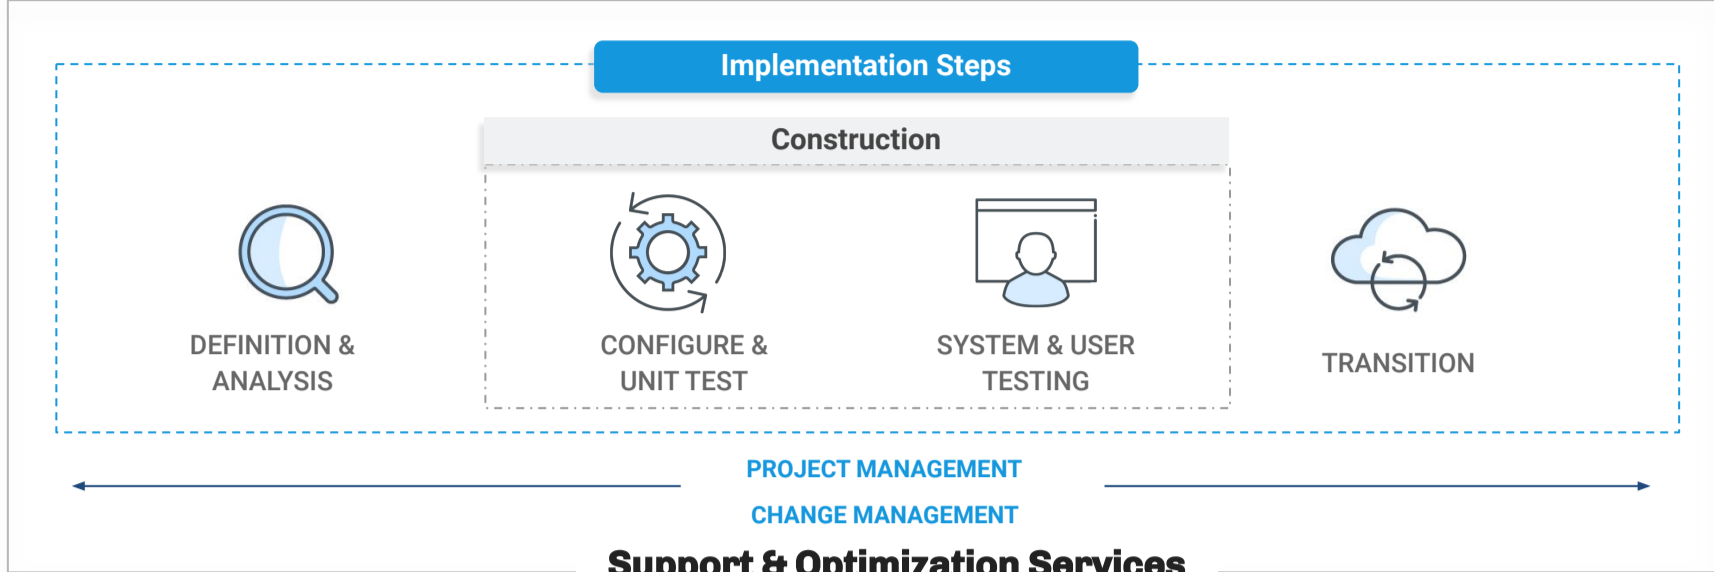 Implementation Steps
Construction
DEFINITION &
ANALYSIS
CONFIGURE &
UNIT TEST
SYSTEM & USER
TESTING
TRANSITION
PROJECT MANAGEMENT
CHANGE MANAGEMENT
Support & Optimization Services